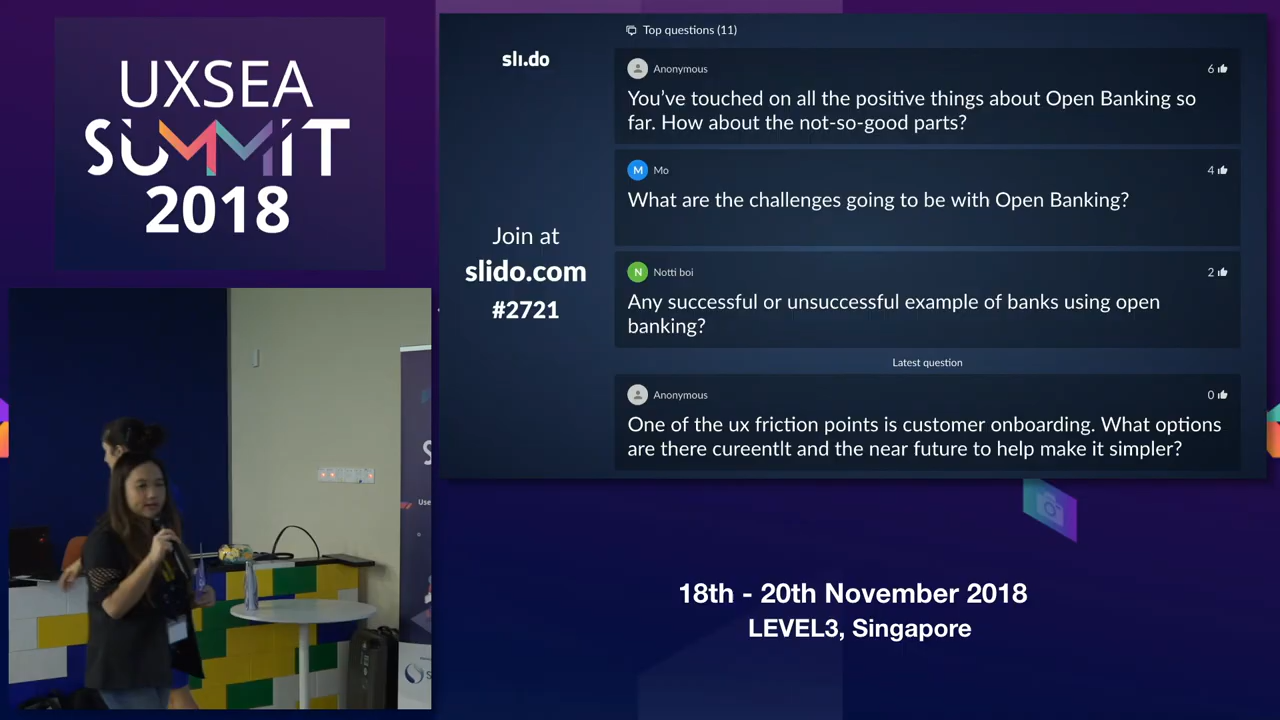 UXSEA
SUMMIT
2018
sli.do
Join at
slido.com
#2721
Top questions (11)
Anonymous
6
You've touched on all the positive things about Open Banking so
far. How about the not-so-good parts?
M Mo
4
What are the challenges going to be with Open Banking?
N Notti boi
2
Any successful or unsuccessful example of banks using open
banking?
Latest question
Anonymous
0
One of the ux friction points is customer onboarding. What options
are there cureentlt and the near future to help make it simpler?
Use
18th - 20th November 2018
LEVEL3, Singapore